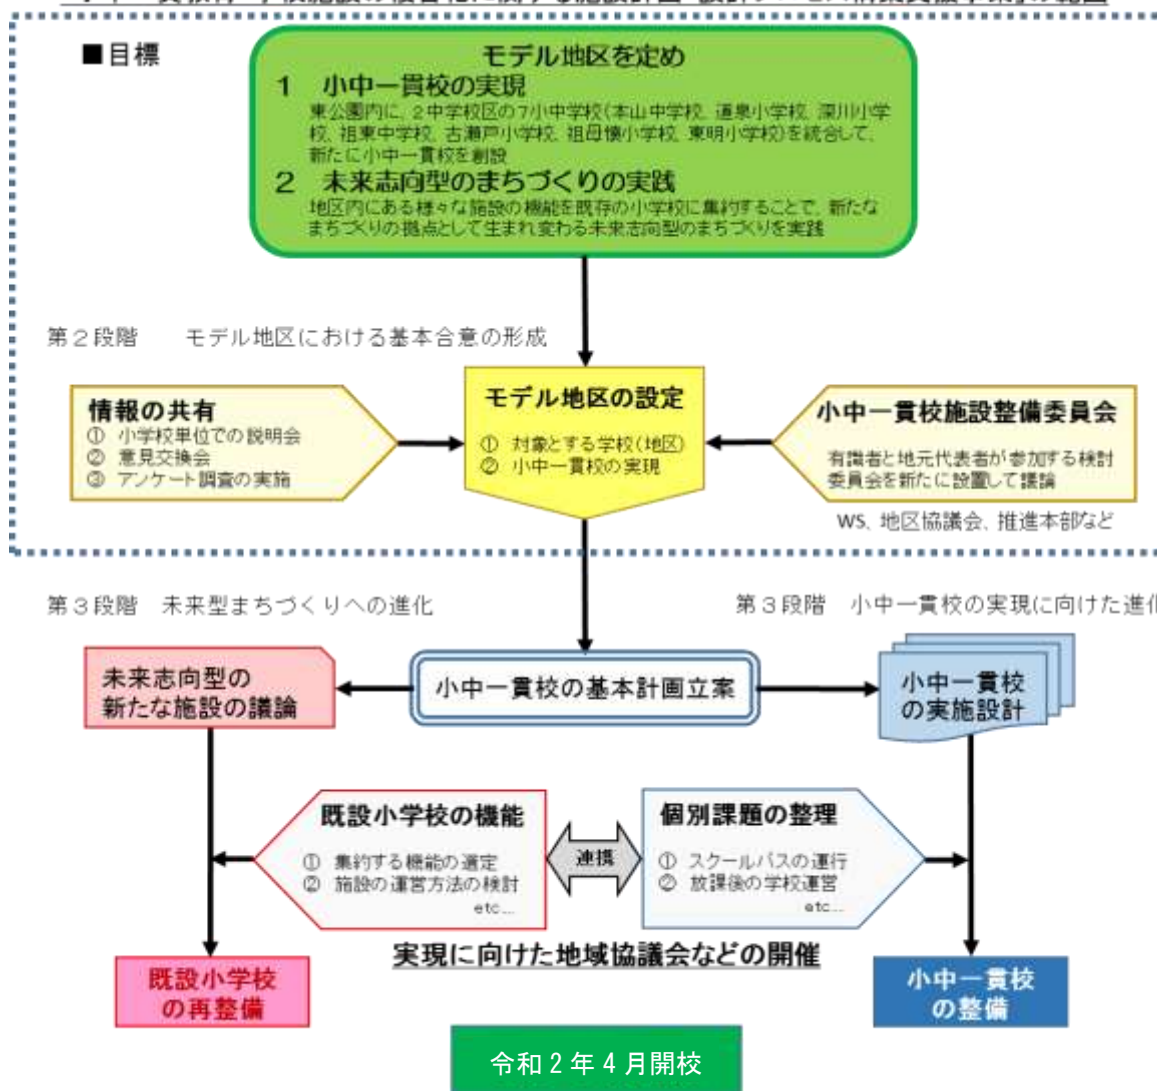 ■目標
モデル地区を定め
１　小中一貫校の実現
東公園内に、２中学校区の７小中学校（本山中学校、道泉小学校、深川小学
校、祖東中学校、古瀬戸小学校、祖母懐小学校、東明小学校）を統合して、
新たに小中一貫校を創設
２　未来志向型のまちづくりの実践
地区内にある様々な施設の機能を既存の小学校に集約することで、新たな
まちづくりの拠点として生まれ変わる未来志向型のまちづくりを実践
第２段階　モデル地区における基本合意の形成
情報の共有
① 小学校単位での説明会
② 意見交換会
③ アンケート調査の実施
モデル地区の設定
① 対象とする学校（地区）
② 小中一貫校の実現
小中一貫校施設整備委員会
有識者と地元代表者が参加する検討
委員会を新たに設置して議論
WS、地区協議会、推進本部など
第３段階　未来型まちづくりへの進化
第３段階　小中一貫校の実現に向けた進化
未来志向型の
新たな施設の議論
小中一貫校の基本計画立案
小中一貫校
の実施設計
既設小学校の機能
① 集約する機能の選定
② 施設の運営方法の検討
etc…
連携
個別課題の整理
① スクールバスの運行
② 放課後の学校運営
etc…
実現に向けた地域協議会などの開催
既設小学校
の再整備
小中一貫校
の整備
令和２年４月開校